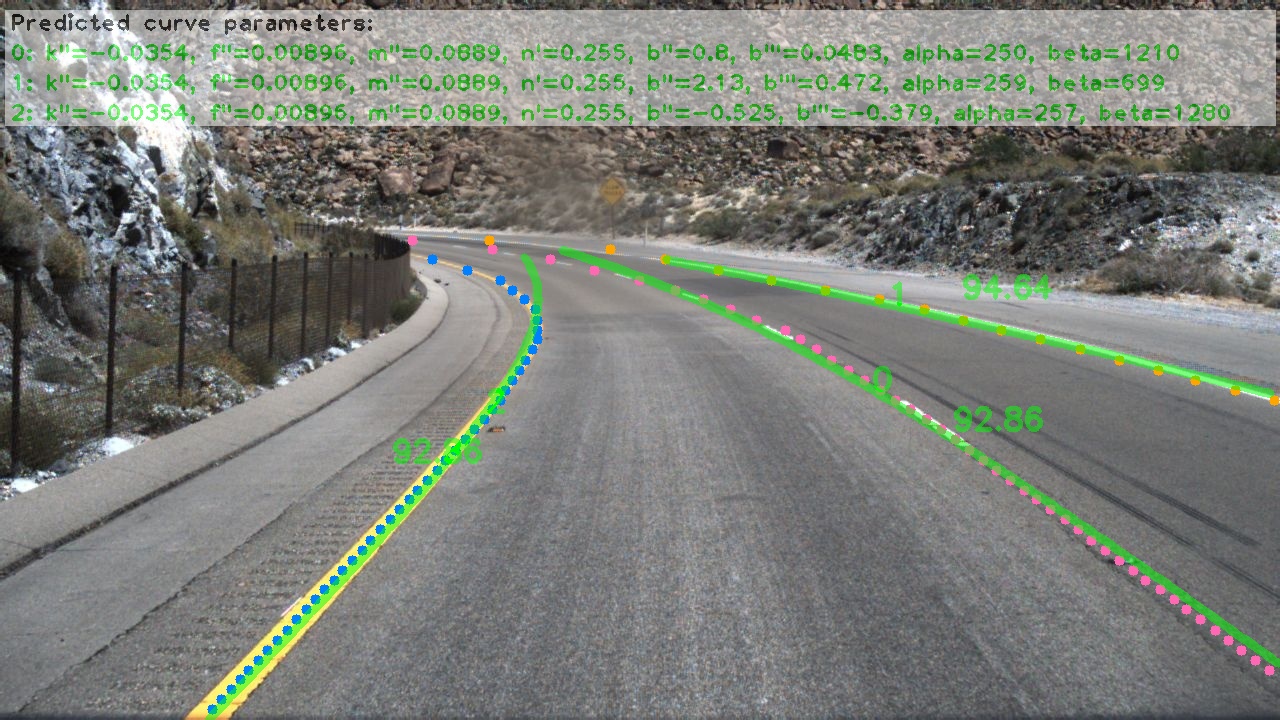 Predicted curve parameters:
0: k''=-0.0354, f''=0.00896, m''=0.0889, n'=0.255, b''=0.8, b'''=0.0483, alpha=250, beta=1210
1: k''=-0.0354, f''=0.00896, m''=0.0889, n'=0.255, b''=2.13, b'''=0.472, alpha=259, beta=699
2: k''=-0.0354, f''=0.00896, m''=0.0889, n'=0.255, b''=-0.525, b'''=-0.379, alpha=257, beta=1280
1 94.64
0
92.86